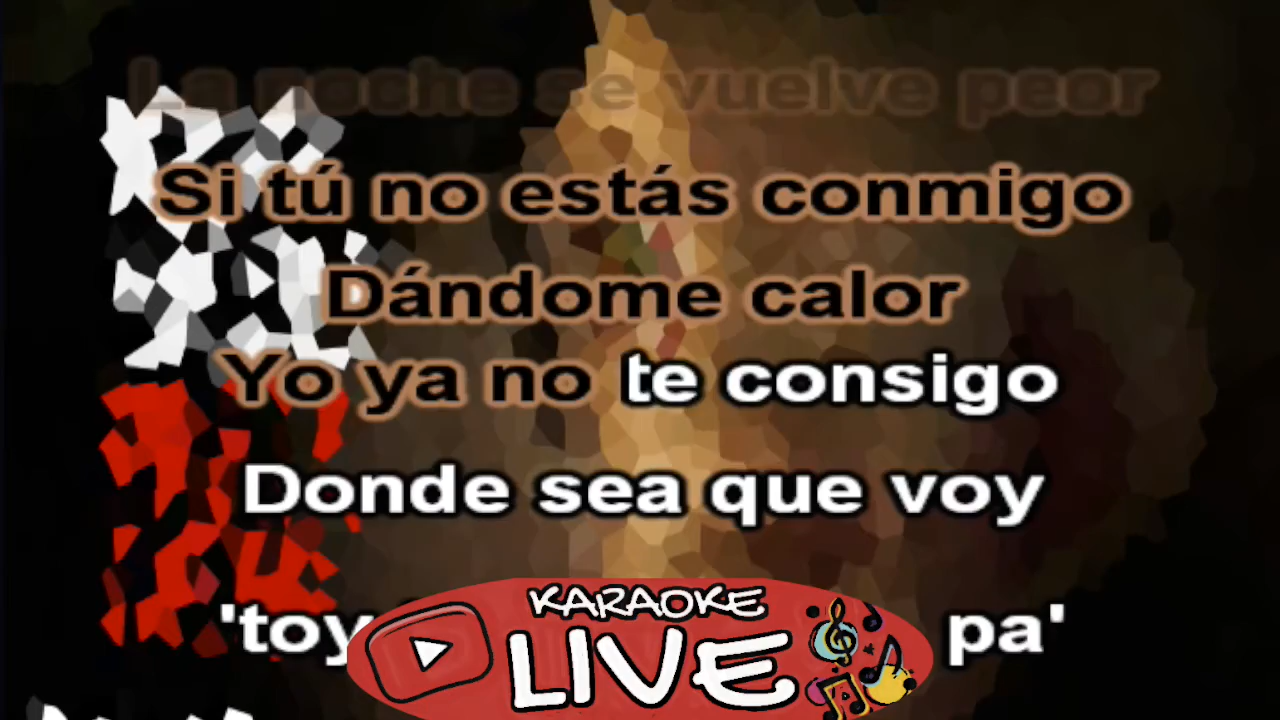 La noche se vuelve peor
Si tú no estás conmigo
Dándome calor
Yo ya no te consigo
Donde sea que voy
'toy pa'
KARAOKE
LIVE